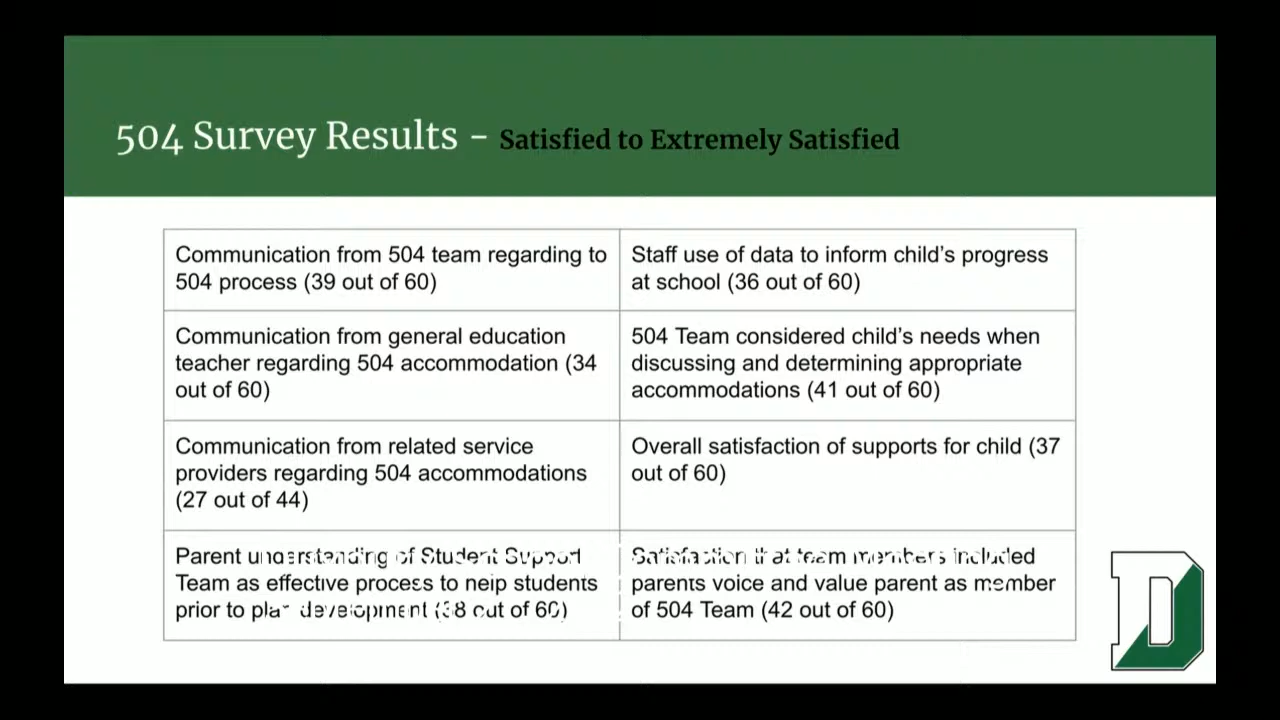 504 Survey Results - Satisfied to Extremely Satisfied
Communication from 504 team regarding to
504 process (39 out of 60)
Staff use of data to inform child's progress
at school (36 out of 60)
Communication from general education
teacher regarding 504 accommodation (34
out of 60)
504 Team considered child's needs when
discussing and determining appropriate
accommodations (41 out of 60)
Communication from related service
providers regarding 504 accommodations
(27 out of 44)
Overall satisfaction of supports for child (37
out of 60)
Parent understanding of Student Support
Team as effective process to help students
prior to plan development (38 out of 60)
Satisfaction that team members included
parents voice and value parent as member
of 504 Team (42 out of 60)
D